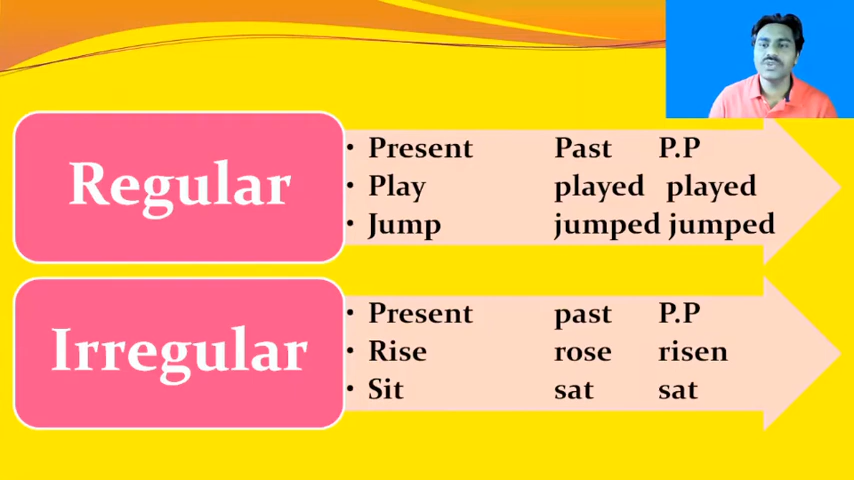 Regular
• Present Past P.P
• Play played played
• Jump jumped jumped
Irregular
• Present past P.P
• Rise rose risen
• Sit sat sat